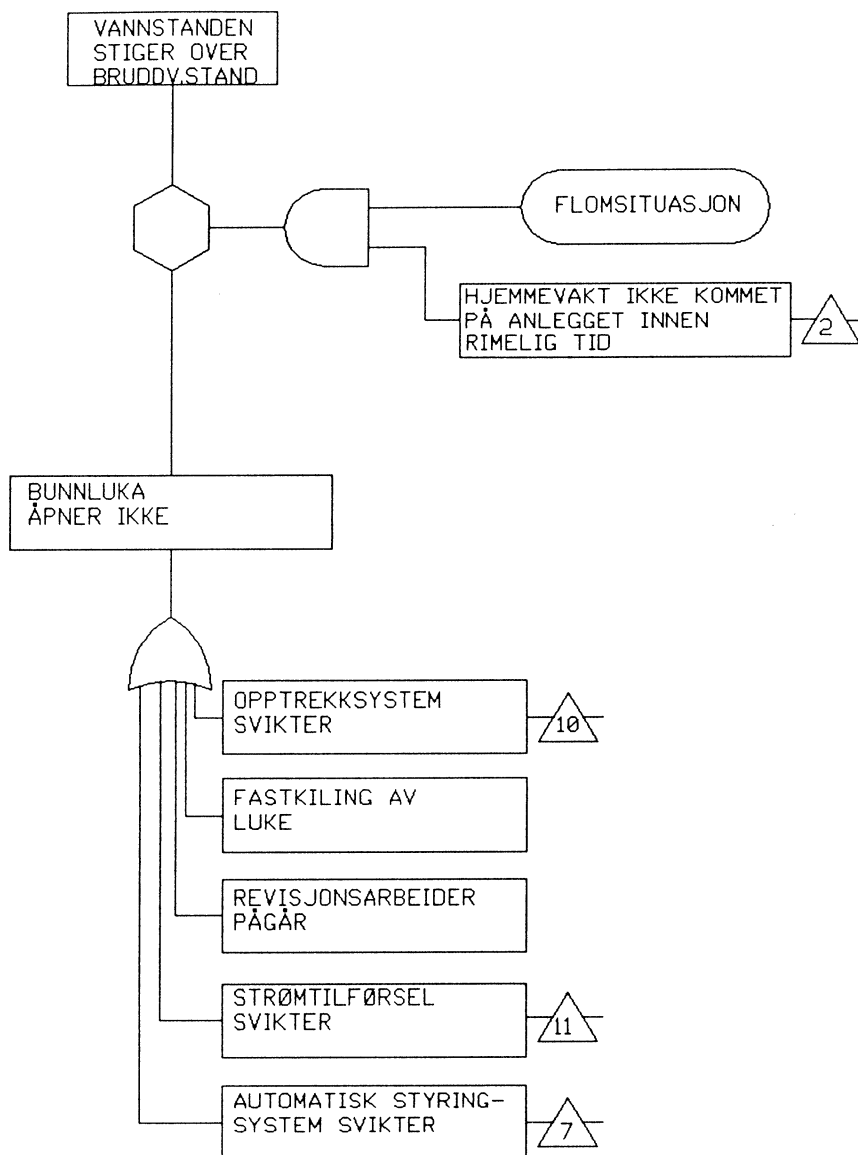 VANNSTANDEN
STIGER OVER
BRUDDV.STAND
FLOMSITUASJON
HJEMMEVAKT IKKE KOMMET
PÅ ANLEGGET INNEN
RIMELIG TID
2
BUNNLUKA
ÅPNER IKKE
OPPTREKKSYSTEM
SVIKTER
10
FASTKILING AV
LUKE
REVISJONSARBEIDER
PÅGÅR
STRØMTILFØRSEL
SVIKTER
11
AUTOMATISK STYRING-
SYSTEM SVIKTER
7